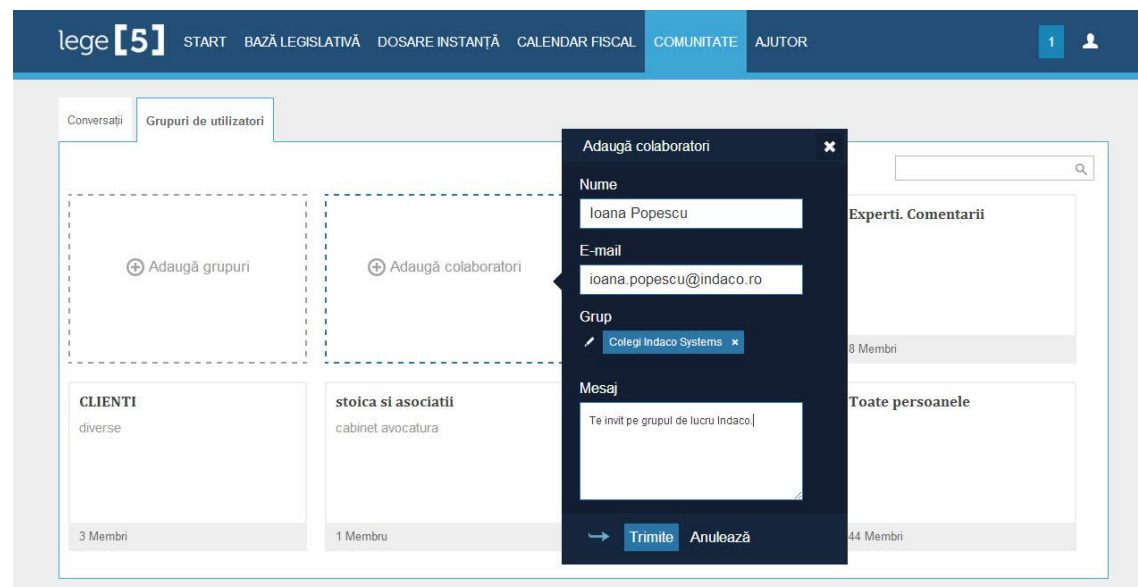 lege [5] START BAZĂ LEGISLATIVĂ DOSARE INSTANȚĂ CALENDAR FISCAL COMUNITATE AJUTOR 1
Conversații Grupuri de utilizatori
Adaugă colaboratori
Nume
Ioana Popescu
E-mail
ioana.popescu@indaco.ro
Grup
Colegi Indaco Systems
Mesaj
Te invit pe grupul de lucru Indaco.
Trimite Anulează
Adaugă grupuri
Adaugă colaboratori
Experti. Comentarii
8 Membri
CLIENTI
diverse
3 Membri
stoica si asociatii
cabinet avocatura
1 Membru
Toate persoanele
44 Membri